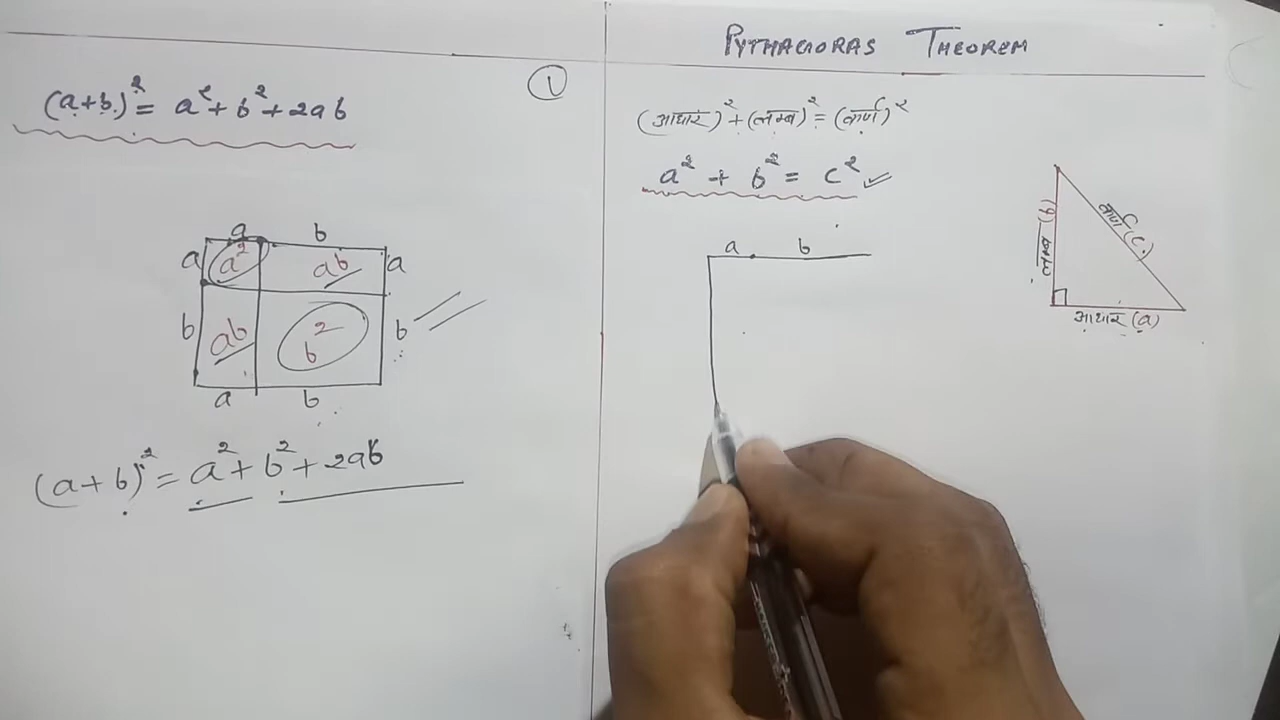 (a+b)² = a² + b² + 2ab
①
a b
a a² ab a
b ab b² b
a b
(a+b)² = a² + b² + 2ab
PYTHAGORAS THEOREM
(आधार)² + (लम्ब)² = (कर्ण)²
a² + b² = c² ✓
a b
लम्ब (b)
कर्ण (c)
आधार (a)